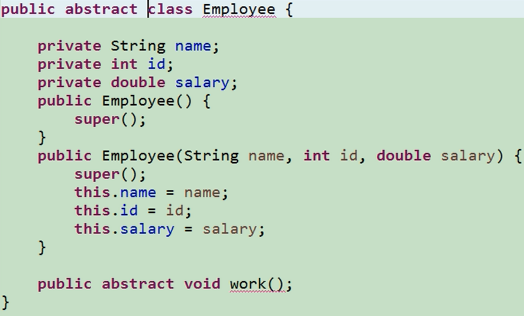 public abstract class Employee {
private String name;
private int id;
private double salary;
public Employee() {
super();
}
public Employee(String name, int id, double salary) {
super();
this.name = name;
this.id = id;
this.salary = salary;
}
public abstract void work();
}